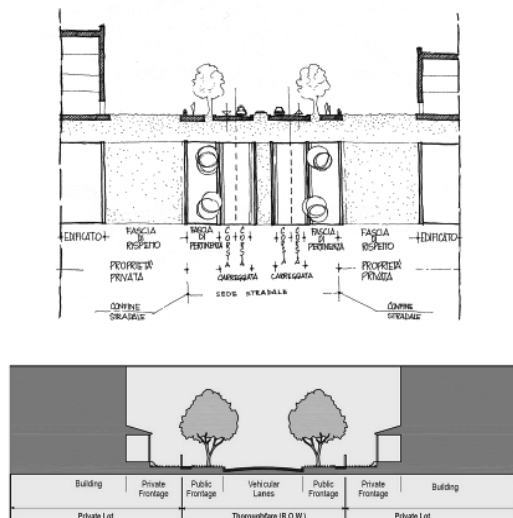 EDIFICATO FASCIA DI RISPETTO FASCIA DI PERTINENZA CORSIA CORSIA CORSIA CORSIA FASCIA DI PERTINENZA FASCIA DI RISPETTO EDIFICATO
PROPRIETÀ PRIVATA CARREGGIATA CARREGGIATA PROPRIETÀ PRIVATA
SEDE STRADALE
CONFINE STRADALE CONFINE STRADALE
Building Private Frontage Public Frontage Vehicular Lanes Public Frontage Private Frontage Building
Private Lot Thoroughfare (R.O.W.) Private Lot